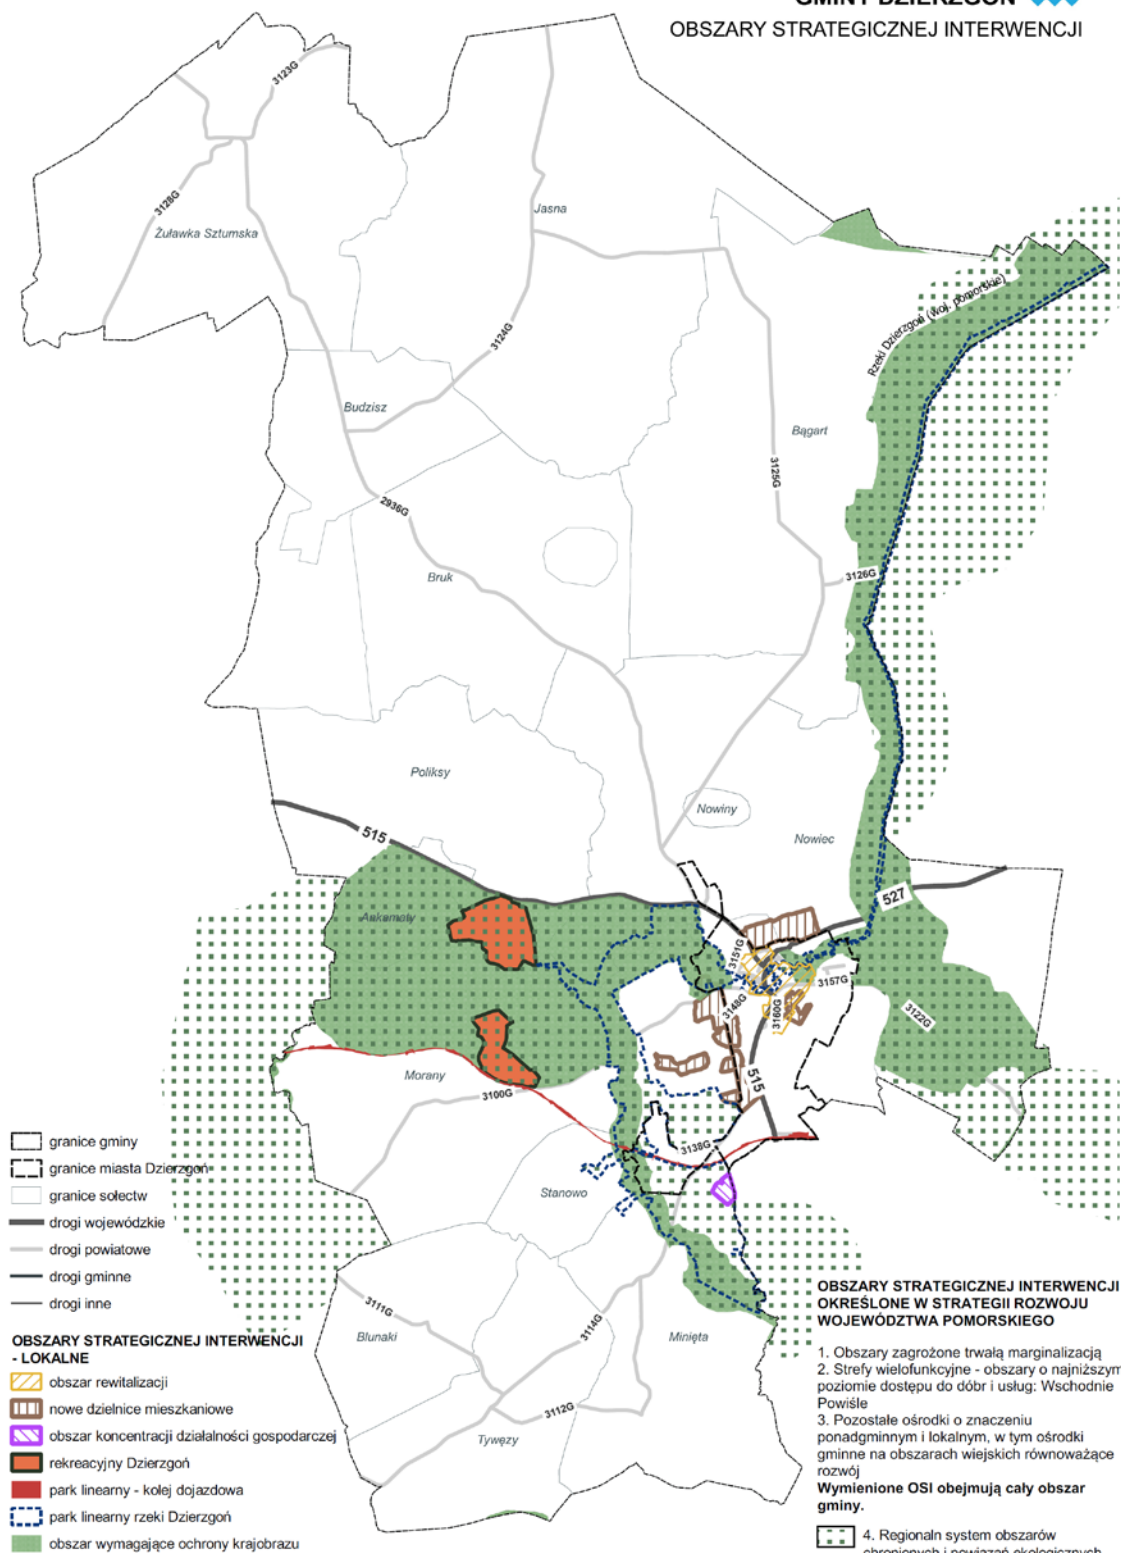 GMINY DZIERZGOŃ
OBSZARY STRATEGICZNEJ INTERWENCJI
3123G
3128G
Żuławka Sztumska
Jasna
Rzeki Dzierzgoń (woj. pomorskie)
3124G
Budzisz
Bągart
3125G
2936G
Bruk
3126G
Poliksy
Nowiny
515
Nowiec
527
Ankamaty
3151G
3157G
3148G
3160G
3122G
Morany
515
3100G
3138G
Stanowo
3111G
Blunaki
3114G
Minięta
3112G
Tywęzy
granice gminy
granice miasta Dzierzgoń
granice sołectw
drogi wojewódzkie
drogi powiatowe
drogi gminne
drogi inne
OBSZARY STRATEGICZNEJ INTERWENCJI
- LOKALNE
obszar rewitalizacji
nowe dzielnice mieszkaniowe
obszar koncentracji działalności gospodarczej
rekreacyjny Dzierzgoń
park linearny - kolej dojazdowa
park linearny rzeki Dzierzgoń
obszar wymagające ochrony krajobrazu
OBSZARY STRATEGICZNEJ INTERWENCJI
OKREŚLONE W STRATEGII ROZWOJU
WOJEWÓDZTWA POMORSKIEGO
1. Obszary zagrożone trwałą marginalizacją
2. Strefy wielofunkcyjne - obszary o najniższym
poziomie dostępu do dóbr i usług: Wschodnie
Powiśle
3. Pozostałe ośrodki o znaczeniu
ponadgminnym i lokalnym, w tym ośrodki
gminne na obszarach wiejskich równoważące
rozwój
Wymienione OSI obejmują cały obszar
gminy.
4. Regionaln system obszarów
chronionych i powiązań ekologicznych